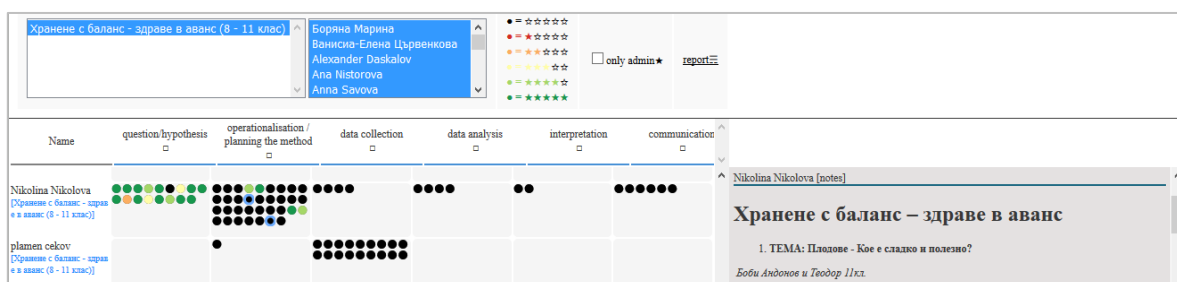 Хранене с баланс - здраве в аванс (8 - 11 клас)
Боряна Марина
Ванисиа-Елена Цървенкова
Alexander Daskalov
Ana Nistorova
Anna Savova
● = ☆☆☆☆☆
● = ★☆☆☆☆
● = ★★☆☆☆
● = ★★★☆☆
● = ★★★★☆
● = ★★★★★
only admin★
report
Name
question/hypothesis
operationalisation /
planning the method
data collection
data analysis
interpretation
communication
Nikolina Nikolova
[Хранене с баланс - здрав
е в аванс (8 - 11 клас)]
plamen cekov
[Хранене с баланс - здрав
е в аванс (8 - 11 клас)]
Nikolina Nikolova [notes]
Хранене с баланс – здраве в аванс
1. ТЕМА: Плодове - Кое е сладко и полезно?
Боби Андонов и Теодор 11кл.